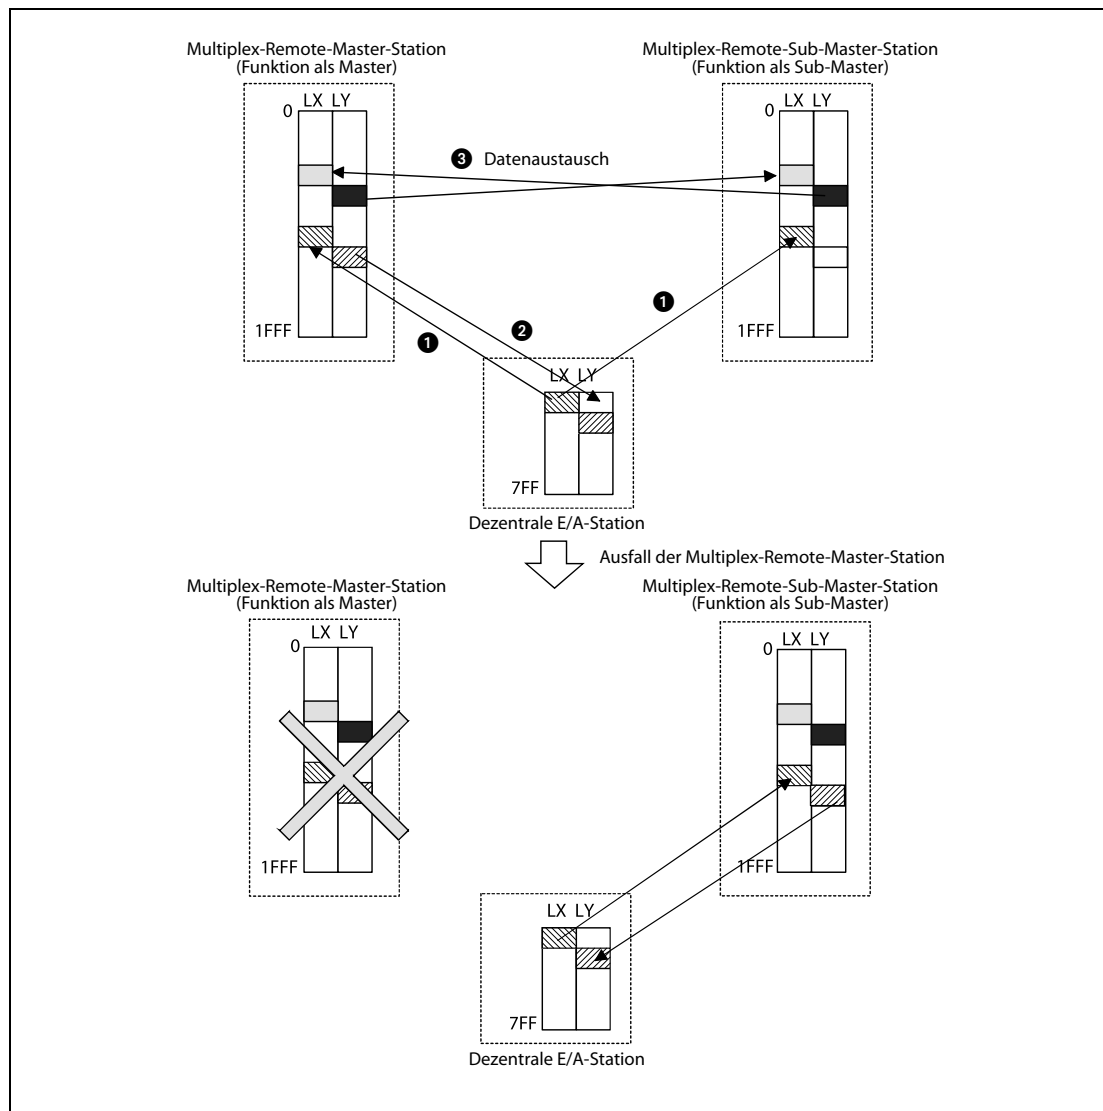 Multiplex-Remote-Master-Station
(Funktion als Master)
Multiplex-Remote-Sub-Master-Station
(Funktion als Sub-Master)
LX LY
0
LX LY
0
3 Datenaustausch
1
1FFF
1
2
1FFF
LX LY
7FF
Dezentrale E/A-Station
Ausfall der Multiplex-Remote-Master-Station
Multiplex-Remote-Master-Station
(Funktion als Master)
Multiplex-Remote-Sub-Master-Station
(Funktion als Sub-Master)
LX LY
0
LX LY
0
1FFF
1FFF
LX LY
7FF
Dezentrale E/A-Station